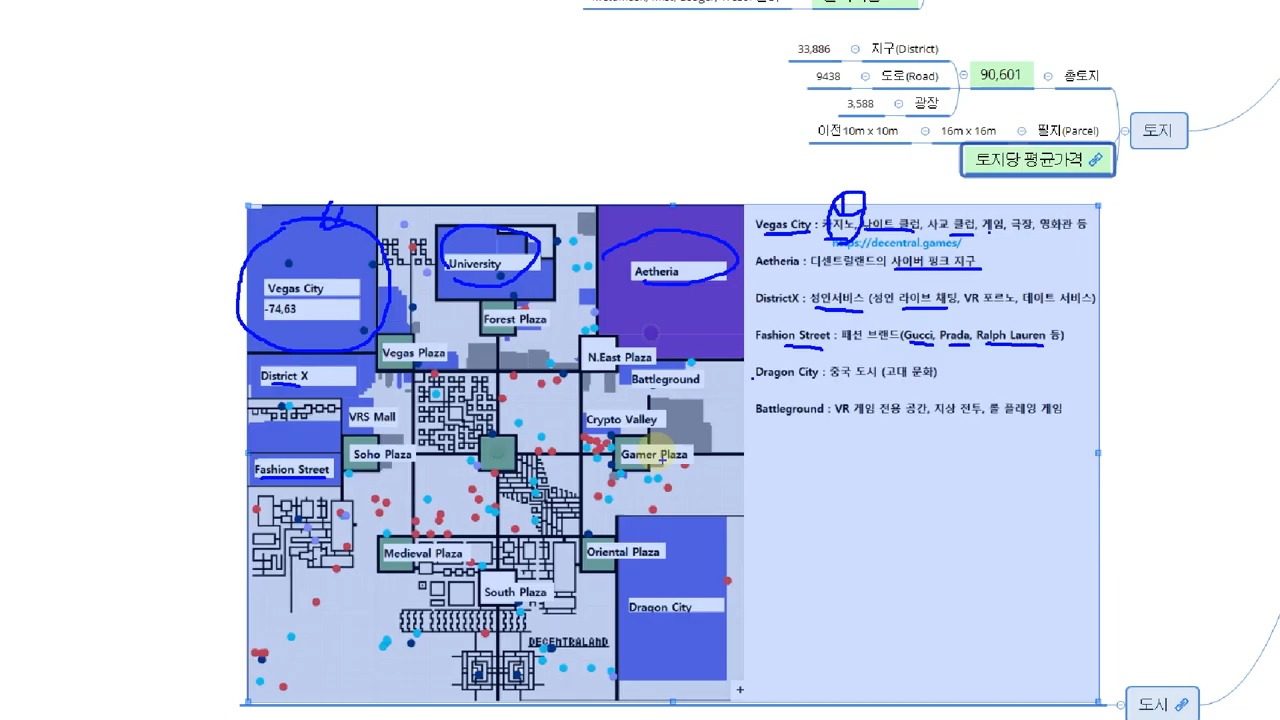 33,886 지구(District)
9438 도로(Road) 90,601 총토지
3,588 광장
이전10m x 10m 16m x 16m 필지(Parcel) 토지
토지당 평균가격
Vegas City : 카지노, 나이트 클럽, 사교 클럽, 게임, 극장, 영화관 등
https://decentral.games/
Aetheria : 디센트럴랜드의 사이버 펑크 지구
DistrictX : 성인서비스 (성인 라이브 채팅, VR 포르노, 데이트 서비스)
Fashion Street : 패션 브랜드(Gucci, Prada, Ralph Lauren 등)
Dragon City : 중국 도시 (고대 문화)
Battleground : VR 게임 전용 공간, 지상 전투, 롤 플레잉 게임
University
Aetheria
Vegas City
-74,63
Forest Plaza
Vegas Plaza
N.East Plaza
District X
Battleground
VRS Mall
Crypto Valley
Soho Plaza
Gamer Plaza
Fashion Street
Medieval Plaza
Oriental Plaza
South Plaza
Dragon City
DECENTRALAND
+
도시